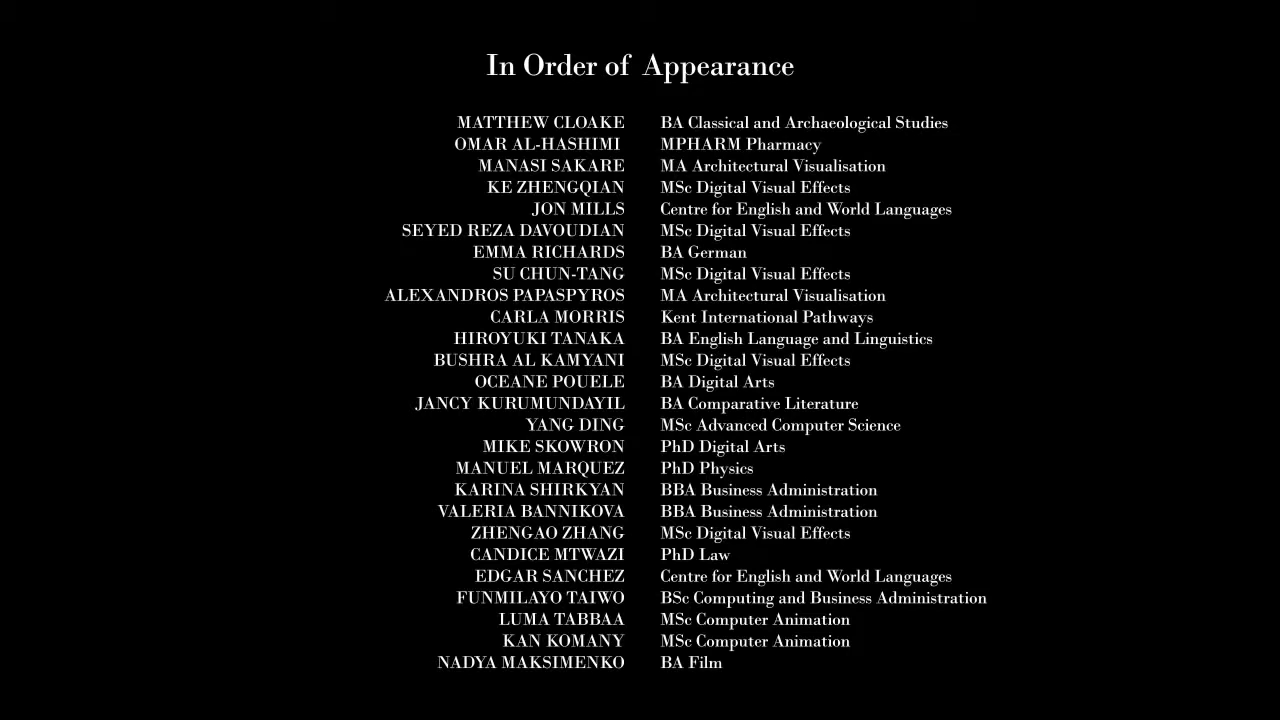 In Order of Appearance
MATTHEW CLOAKE BA Classical and Archaeological Studies
OMAR AL-HASHIMI MPHARM Pharmacy
MANASI SAKARE MA Architectural Visualisation
KE ZHENGQIAN MSc Digital Visual Effects
JON MILLS Centre for English and World Languages
SEYED REZA DAVOUDIAN MSc Digital Visual Effects
EMMA RICHARDS BA German
SU CHUN-TANG MSc Digital Visual Effects
ALEXANDROS PAPASPYROS MA Architectural Visualisation
CARLA MORRIS Kent International Pathways
HIROYUKI TANAKA BA English Language and Linguistics
BUSHRA AL KAMYANI MSc Digital Visual Effects
OCEANE POUELE BA Digital Arts
JANCY KURUMUNDAYIL BA Comparative Literature
YANG DING MSc Advanced Computer Science
MIKE SKOWRON PhD Digital Arts
MANUEL MARQUEZ PhD Physics
KARINA SHIRKYAN BBA Business Administration
VALERIA BANNIKOVA BBA Business Administration
ZHENGAO ZHANG MSc Digital Visual Effects
CANDICE MTWAZI PhD Law
EDGAR SANCHEZ Centre for English and World Languages
FUNMILAYO TAIWO BSc Computing and Business Administration
LUMA TABBAA MSc Computer Animation
KAN KOMANY MSc Computer Animation
NADYA MAKSIMENKO BA Film